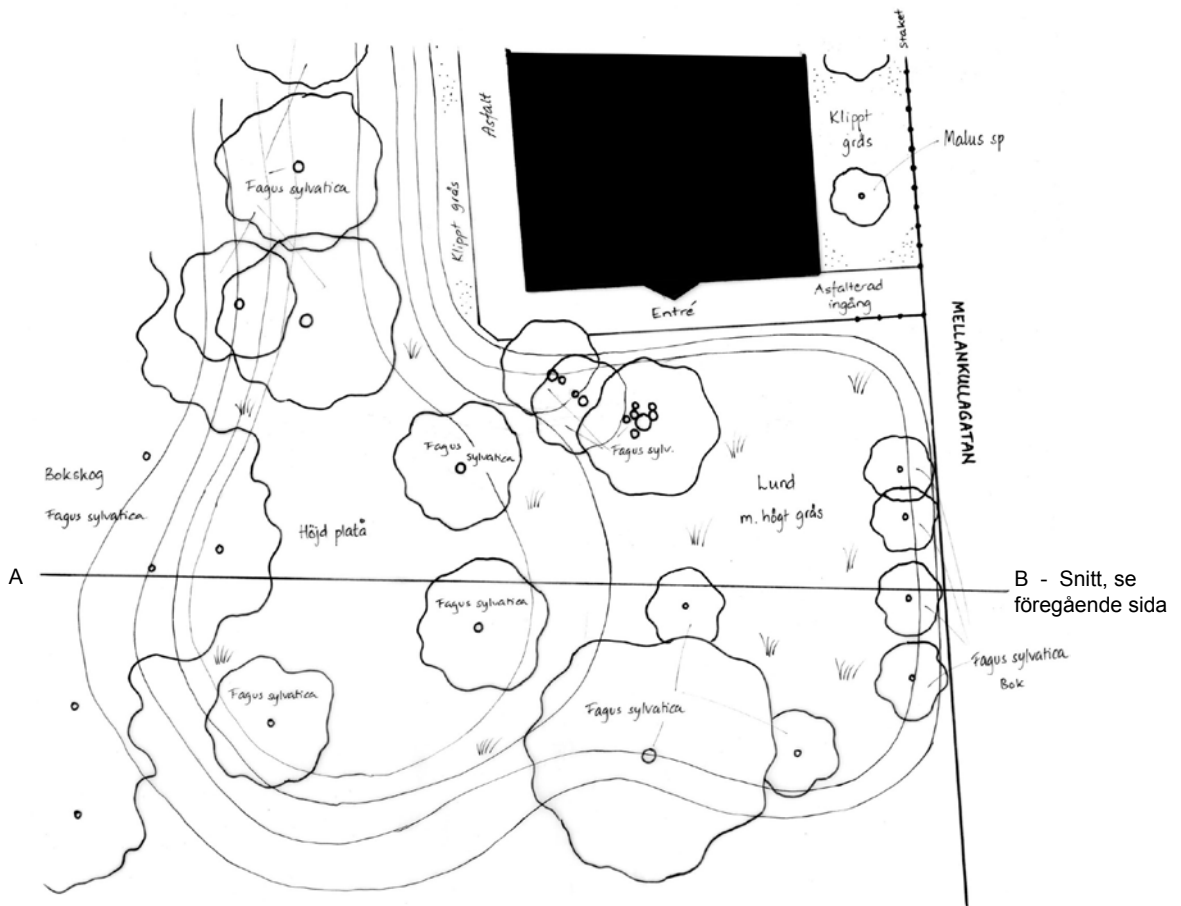 Staket
Asfalt
Klippt
gräs
Malus sp
Fagus sylvatica
Klippt gräs
Asfalterad
ingång
Entré
MELLANKULLAGATAN
Fagus
sylvatica
Fagus sylv.
Bokskog
Fagus sylvatica
Höjd platå
Lund
m. högt gräs
A
B - Snitt, se
föregående sida
Fagus sylvatica
Fagus sylvatica
Bok
Fagus sylvatica
Fagus sylvatica